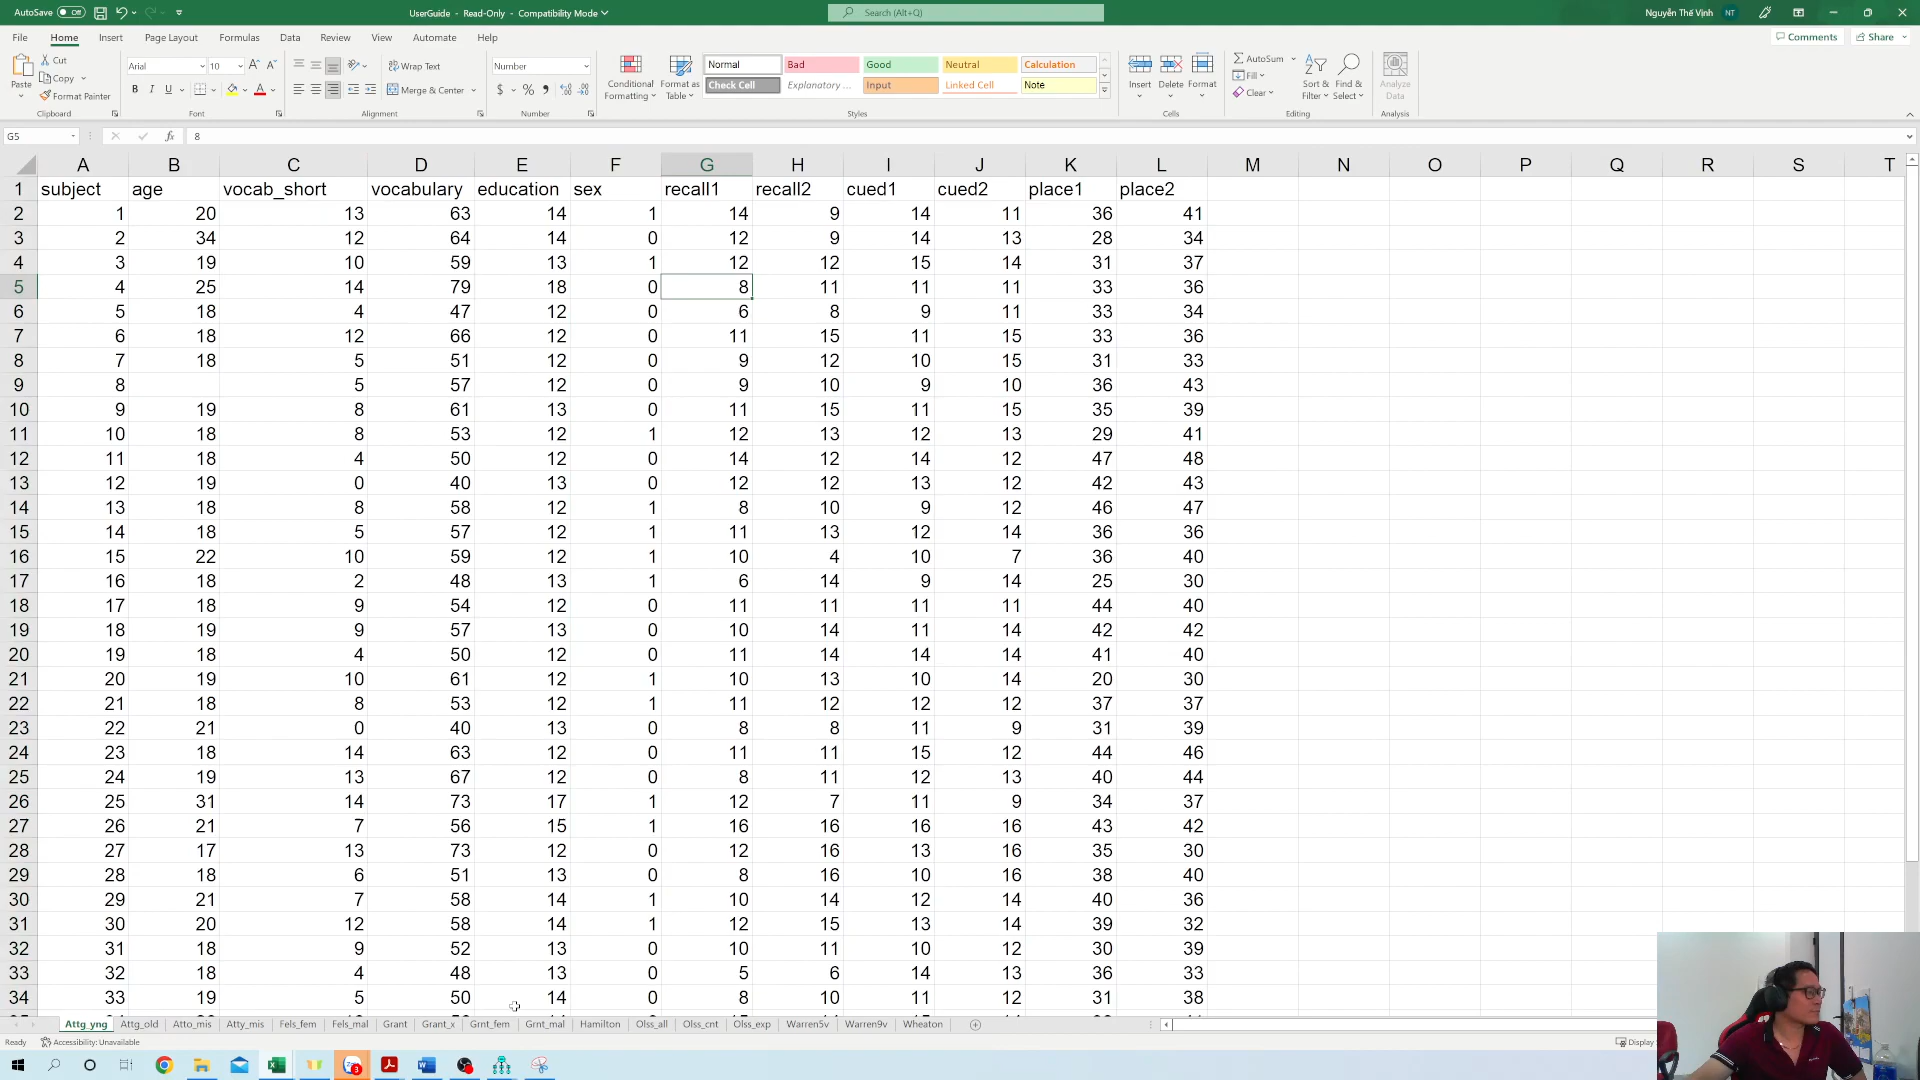 AutoSave Off UserGuide - Read-Only - Compatibility Mode Search (Alt+Q) Nguyễn Thế Vịnh NT
File Home Insert Page Layout Formulas Data Review View Automate Help Comments Share
Cut Copy Format Painter Paste Clipboard
Arial 10 B I U Font
Wrap Text Merge & Center Alignment
Number $ % , Number
Conditional Formatting Format as Table
Normal Bad Good Neutral Calculation
Check Cell Explanatory ... Input Linked Cell Note
Styles
Insert Delete Format Cells
AutoSum Fill Clear Sort & Filter Find & Select Editing
Analyze Data Analysis
G5 fx 8
A B C D E F G H I J K L M N O P Q R S T
1 subject age vocab_short vocabulary education sex recall1 recall2 cued1 cued2 place1 place2
2 1 20 13 63 14 1 14 9 14 11 36 41
3 2 34 12 64 14 0 12 9 14 13 28 34
4 3 19 10 59 13 1 12 12 15 14 31 37
5 4 25 14 79 18 0 8 11 11 11 33 36
6 5 18 4 47 12 0 6 8 9 11 33 34
7 6 18 12 66 12 0 11 15 11 15 33 36
8 7 18 5 51 12 0 9 12 10 15 31 33
9 8 5 57 12 0 9 10 9 10 36 43
10 9 19 8 61 13 0 11 15 11 15 35 39
11 10 18 8 53 12 1 12 13 12 13 29 41
12 11 18 4 50 12 0 14 12 14 12 47 48
13 12 19 0 40 13 0 12 12 13 12 42 43
14 13 18 8 58 12 1 8 10 9 12 46 47
15 14 18 5 57 12 1 11 13 12 14 36 36
16 15 22 10 59 12 1 10 4 10 7 36 40
17 16 18 2 48 13 1 6 14 9 14 25 30
18 17 18 9 54 12 0 11 11 11 11 44 40
19 18 19 9 57 13 0 10 14 11 14 42 42
20 19 18 4 50 12 0 11 14 14 14 41 40
21 20 19 10 61 12 1 10 13 10 14 20 30
22 21 18 8 53 12 1 11 12 12 12 37 37
23 22 21 0 40 13 0 8 8 11 9 31 39
24 23 18 14 63 12 0 11 11 15 12 44 46
25 24 19 13 67 12 0 8 11 12 13 40 44
26 25 31 14 73 17 1 12 7 11 9 34 37
27 26 21 7 56 15 1 16 16 16 16 43 42
28 27 17 13 73 12 0 12 16 13 16 35 30
29 28 18 6 51 13 0 8 16 10 16 38 40
30 29 21 7 58 14 1 10 14 12 14 40 36
31 30 20 12 58 14 1 12 15 13 14 39 32
32 31 18 9 52 13 0 10 11 10 12 30 39
33 32 18 4 48 13 0 5 6 14 13 36 33
34 33 19 5 50 14 0 8 10 11 12 31 38
Attg_yng Attg_old Atto_mis Atty_mis Fels_fem Fels_mal Grant Grant_x Grnt_fem Grnt_mal Hamilton Olss_all Olss_cnt Olss_exp Warren5v Warren9v Wheaton
Ready Accessibility: Unavailable Display